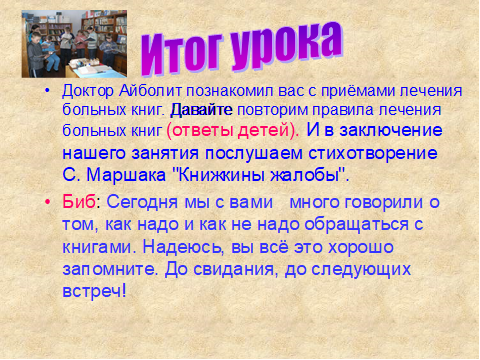 Итог урока
• Доктор Айболит познакомил вас с приёмами лечения
больных книг. Давайте повторим правила лечения
больных книг (ответы детей). И в заключение
нашего занятия послушаем стихотворение
С. Маршака "Книжкины жалобы".
• Биб: Сегодня мы с вами много говорили о
том, как надо и как не надо обращаться с
книгами. Надеюсь, вы всё это хорошо
запомните. До свидания, до следующих
встреч!